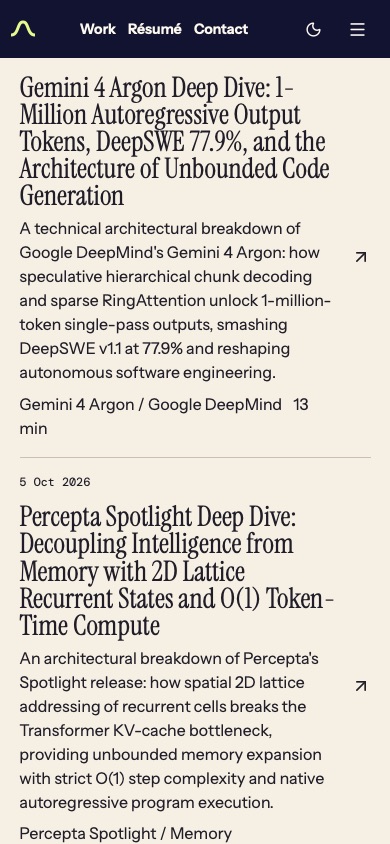 Work Résumé Contact
Gemini 4 Argon Deep Dive: 1-
Million Autoregressive Output
Tokens, DeepSWE 77.9%, and the
Architecture of Unbounded Code
Generation
A technical architectural breakdown of
Google DeepMind's Gemini 4 Argon: how
speculative hierarchical chunk decoding
and sparse RingAttention unlock 1-million-
token single-pass outputs, smashing
DeepSWE v1.1 at 77.9% and reshaping
autonomous software engineering.
Gemini 4 Argon / Google DeepMind 13
min
5 Oct 2026
Percepta Spotlight Deep Dive:
Decoupling Intelligence from
Memory with 2D Lattice
Recurrent States and O(1) Token-
Time Compute
An architectural breakdown of Percepta's
Spotlight release: how spatial 2D lattice
addressing of recurrent cells breaks the
Transformer KV-cache bottleneck,
providing unbounded memory expansion
with strict O(1) step complexity and native
autoregressive program execution.
Percepta Spotlight / Memory